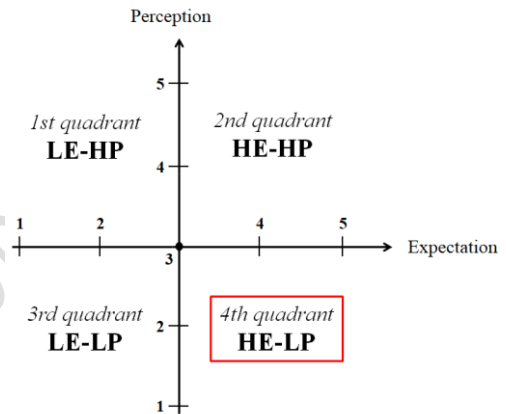 Perception
5
1st quadrant
LE-HP
2nd quadrant
HE-HP
4
1
2
4
5
3
Expectation
3rd quadrant
LE-LP
2
4th quadrant
HE-LP
1